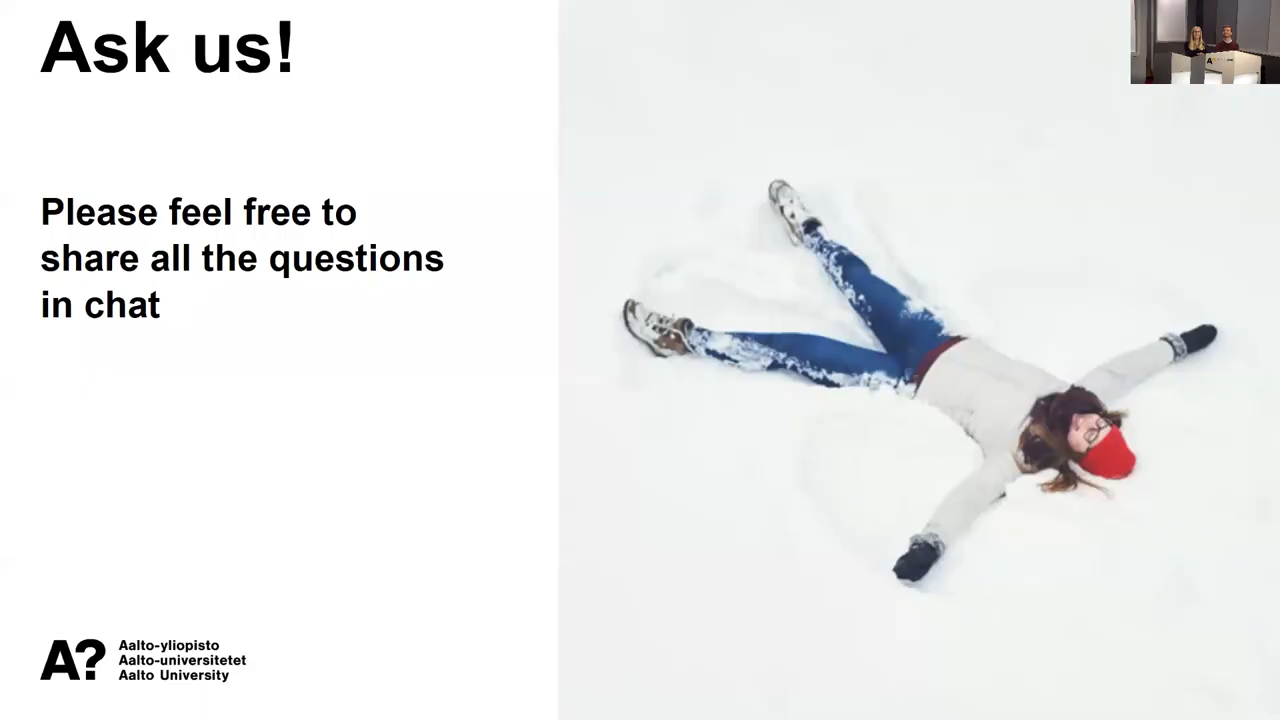 Ask us!
Please feel free to
share all the questions
in chat
A?
Aalto-yliopisto
Aalto-universitetet
Aalto University